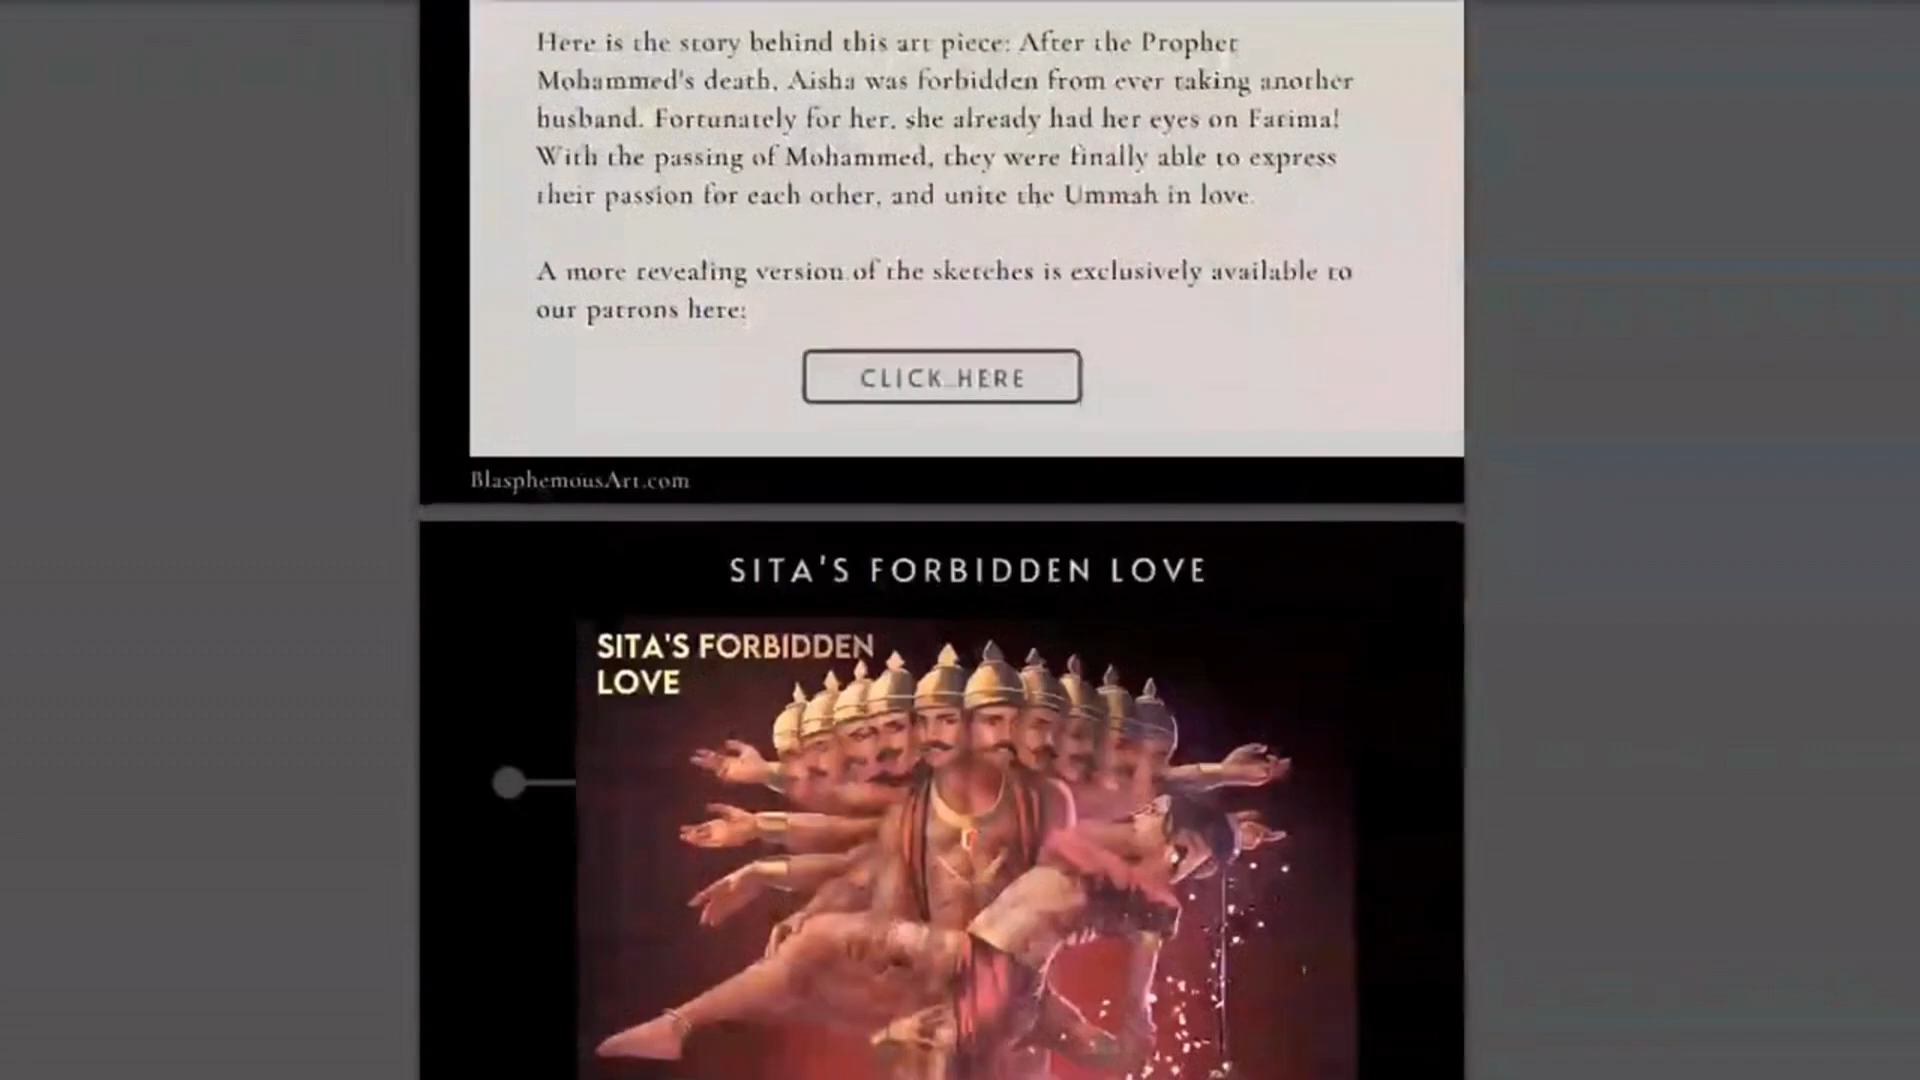 Here is the story behind this art piece: After the Prophet
Mohammed's death, Aisha was forbidden from ever taking another
husband. Fortunately for her, she already had her eyes on Fatima!
With the passing of Mohammed, they were finally able to express
their passion for each other, and unite the Ummah in love.
A more revealing version of the sketches is exclusively available to
our patrons here:
CLICK HERE
BlasphemousArt.com
SITA'S FORBIDDEN LOVE
SITA'S FORBIDDEN
LOVE